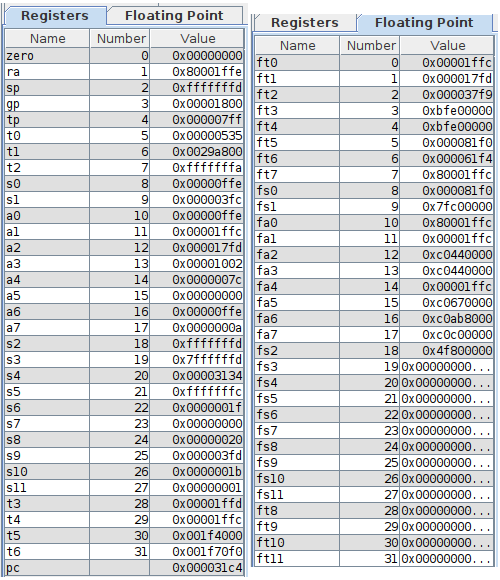 Registers Floating Point
Name Number Value
zero 0 0x00000000
ra 1 0x80001ffe
sp 2 0xfffffffd
gp 3 0x00001800
tp 4 0x000007ff
t0 5 0x00000535
t1 6 0x0029a800
t2 7 0xfffffffa
s0 8 0x00000ffe
s1 9 0x000003fc
a0 10 0x00000ffe
a1 11 0x00001ffc
a2 12 0x000017fd
a3 13 0x00001002
a4 14 0x0000007c
a5 15 0x00000000
a6 16 0x00000ffe
a7 17 0x0000000a
s2 18 0xfffffffd
s3 19 0x7ffffffd
s4 20 0x00003134
s5 21 0xfffffffc
s6 22 0x0000001f
s7 23 0x00000000
s8 24 0x00000020
s9 25 0x000003fd
s10 26 0x0000001b
s11 27 0x00000001
t3 28 0x00001ffd
t4 29 0x00001ffc
t5 30 0x001f4000
t6 31 0x001f70f0
pc 0x000031c4
Registers Floating Point
Name Number Value
ft0 0 0x00001ffc
ft1 1 0x000017fd
ft2 2 0x000037f9
ft3 3 0xbfe00000
ft4 4 0xbfe00000
ft5 5 0x000081f0
ft6 6 0x000061f4
ft7 7 0x80001ffc
fs0 8 0x000081f0
fs1 9 0x7fc00000
fa0 10 0x80001ffc
fa1 11 0x00001ffc
fa2 12 0xc0440000
fa3 13 0xc0440000
fa4 14 0x00001ffc
fa5 15 0xc0670000
fa6 16 0xc0ab8000
fa7 17 0xc0c00000
fs2 18 0x4f800000
fs3 19 0x00000000...
fs4 20 0x00000000...
fs5 21 0x00000000...
fs6 22 0x00000000...
fs7 23 0x00000000...
fs8 24 0x00000000...
fs9 25 0x00000000...
fs10 26 0x00000000...
fs11 27 0x00000000...
ft8 28 0x00000000...
ft9 29 0x00000000...
ft10 30 0x00000000...
ft11 31 0x00000000...